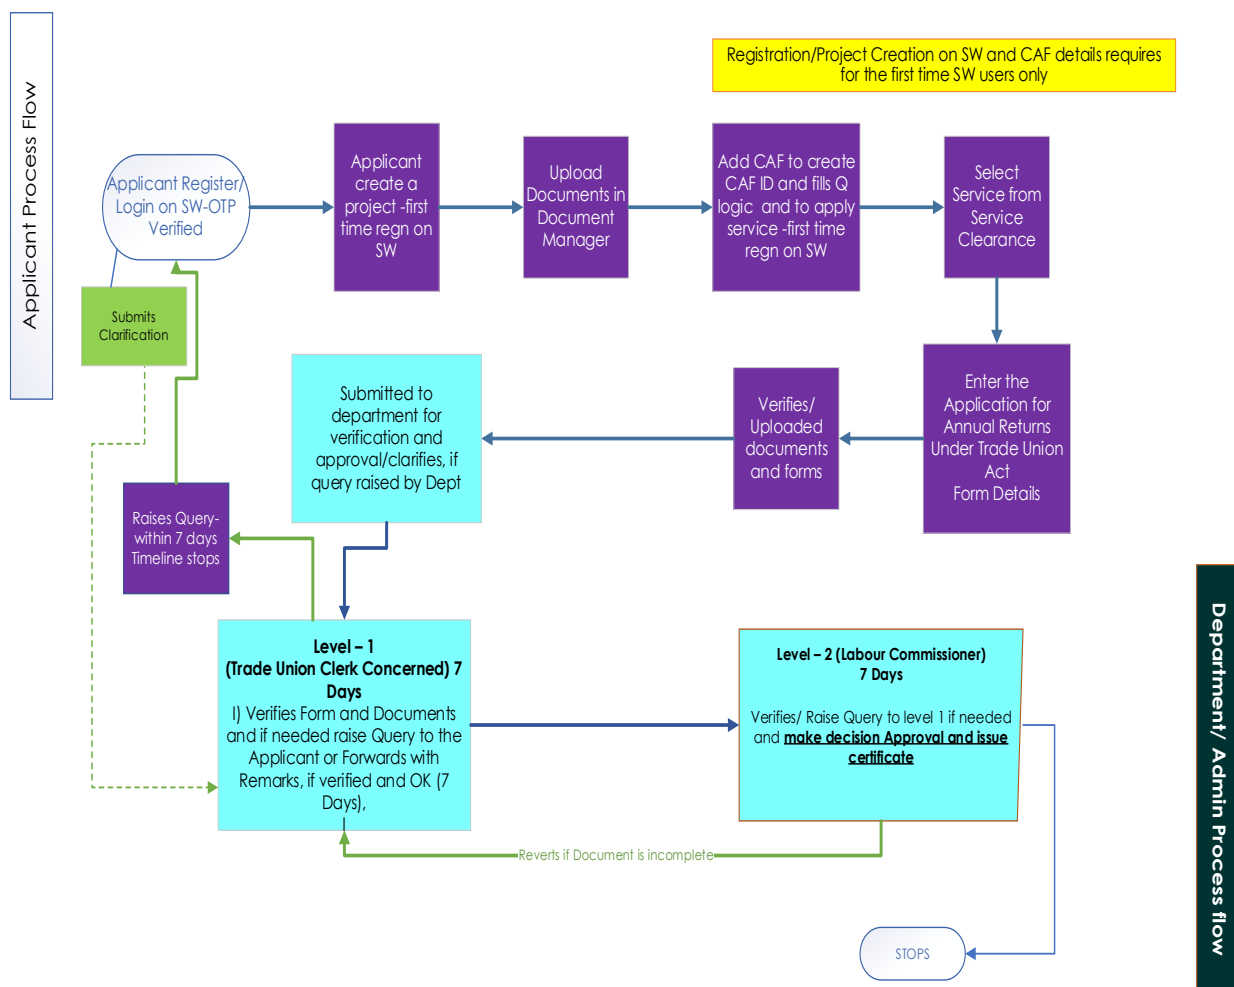 Applicant Process Flow
Registration/Project Creation on SW and CAF details requires
for the first time SW users only
Applicant Register/
Login on SW-OTP
Verified
Applicant
create a
project -first
time regn on
SW
Upload
Documents in
Document
Manager
Add CAF to create
CAF ID and fills Q
logic and to apply
service -first time
regn on SW
Select
Service from
Service
Clearance
Submits
Clarification
Enter the
Application for
Annual Returns
Under Trade Union
Act
Form Details
Verifies/
Uploaded
documents
and forms
Submitted to
department for
verification and
approval/clarifies, if
query raised by Dept
Raises Query-
within 7 days
Timeline stops
Level – 1
(Trade Union Clerk Concerned) 7
Days
I) Verifies Form and Documents
and if needed raise Query to the
Applicant or Forwards with
Remarks, if verified and OK (7
Days),
Level – 2 (Labour Commissioner)
7 Days
Verifies/ Raise Query to level 1 if needed
and make decision Approval and issue
certificate
Reverts if Document is incomplete
STOPS
Department/ Admin Process flow